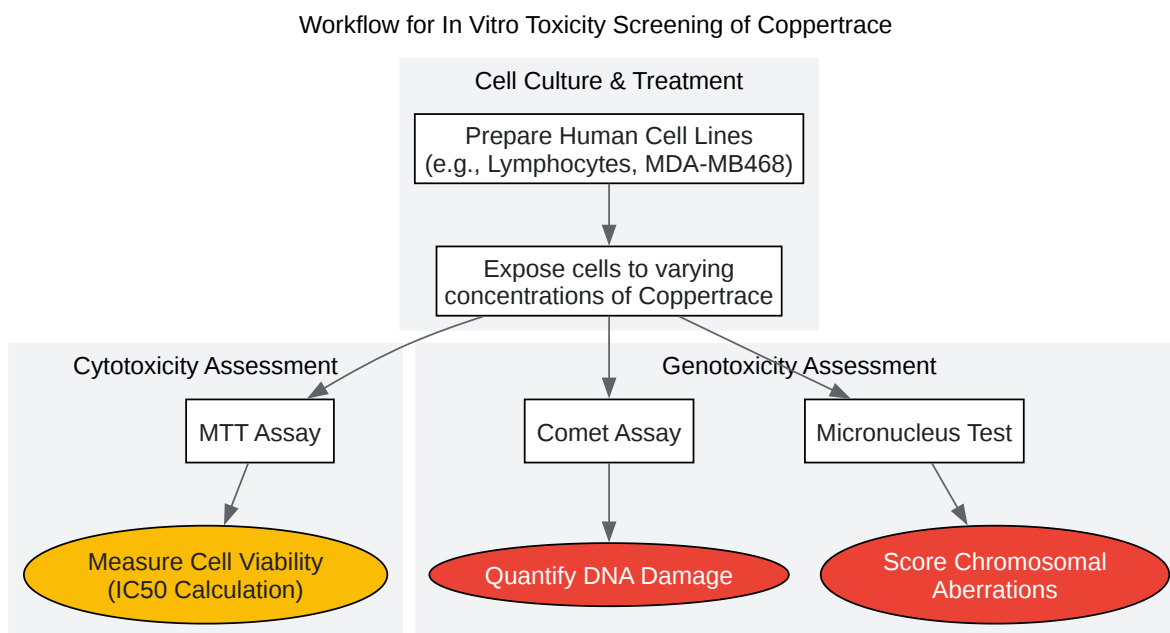 Workflow for In Vitro Toxicity Screening of Coppertrace
Cell Culture & Treatment
Prepare Human Cell Lines
(e.g., Lymphocytes, MDA-MB468)
Expose cells to varying
concentrations of Coppertrace
Cytotoxicity Assessment
Genotoxicity Assessment
MTT Assay
Comet Assay
Micronucleus Test
Measure Cell Viability
(IC50 Calculation)
Quantify DNA Damage
Score Chromosomal
Aberrations